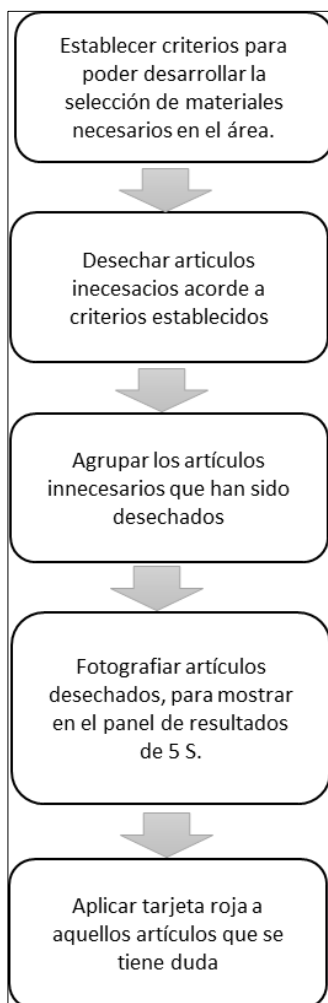 Establecer criterios para
poder desarrollar la
selección de materiales
necesarios en el área.
Desechar articulos
inecesacios acorde a
criterios establecidos
Agrupar los artículos
innecesarios que han sido
desechados
Fotografiar artículos
desechados, para mostrar
en el panel de resultados
de 5 S.
Aplicar tarjeta roja a
aquellos artículos que se
tiene duda